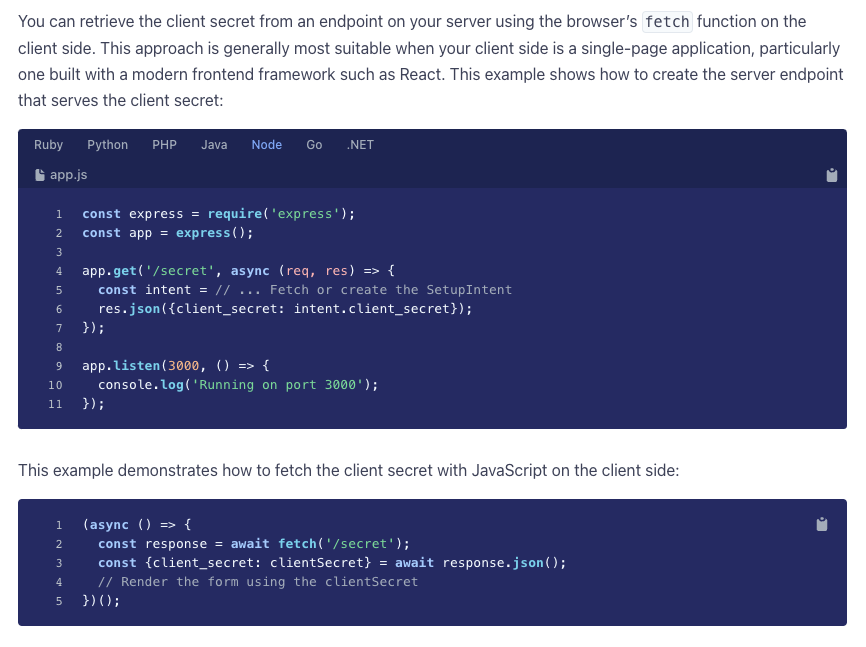 You can retrieve the client secret from an endpoint on your server using the browser’s fetch function on the
client side. This approach is generally most suitable when your client side is a single-page application, particularly
one built with a modern frontend framework such as React. This example shows how to create the server endpoint
that serves the client secret:
Ruby Python PHP Java Node Go .NET
app.js
1 const express = require('express');
2 const app = express();
3
4 app.get('/secret', async (req, res) => {
5   const intent = // ... Fetch or create the SetupIntent
6   res.json({client_secret: intent.client_secret});
7 });
8
9 app.listen(3000, () => {
10   console.log('Running on port 3000');
11 });
This example demonstrates how to fetch the client secret with JavaScript on the client side:
1 (async () => {
2   const response = await fetch('/secret');
3   const {client_secret: clientSecret} = await response.json();
4   // Render the form using the clientSecret
5 })();